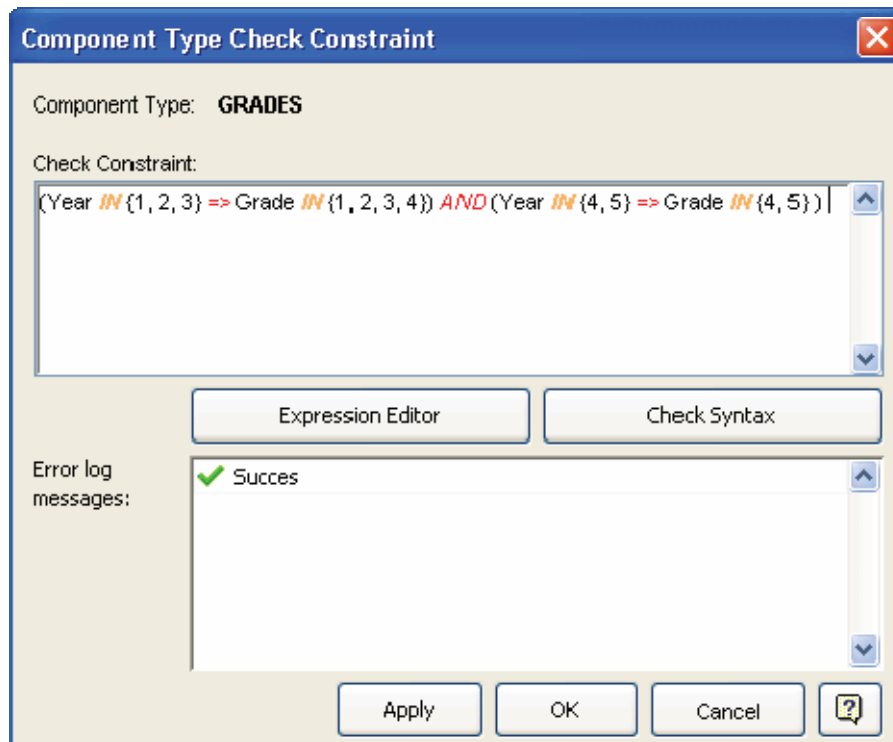 Component Type Check Constraint
Component Type: GRADES
Check Constraint:
(Year IN {1, 2, 3} => Grade IN {1, 2, 3, 4}) AND (Year IN {4, 5} => Grade IN {4, 5})
Expression Editor
Check Syntax
Error log
messages:
Succes
Apply
OK
Cancel
?